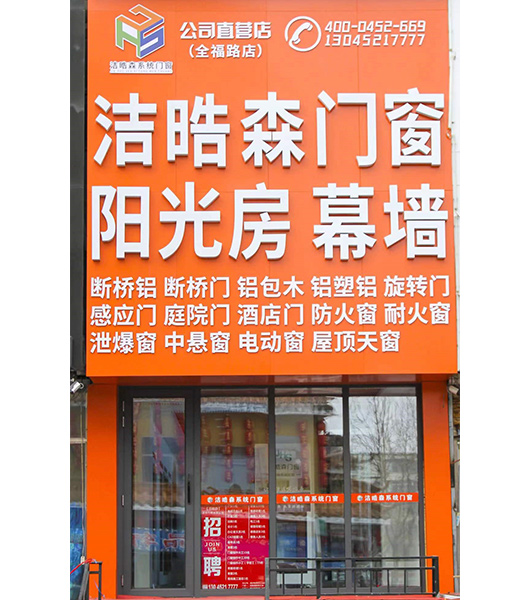 洁皓森系统门窗
公司直营店
(全福路店)
400-0452-669
13045217777
洁皓森门窗
阳光房 幕墙
断桥铝 断桥门 铝包木 铝塑铝 旋转门
感应门 庭院门 酒店门 防火窗 耐火窗
泄爆窗 中悬窗 电动窗 屋顶天窗
洁皓森系统门窗
洁皓森系统门窗
洁皓森系统门窗
招
JOIN
US
聘
130 4521 7777